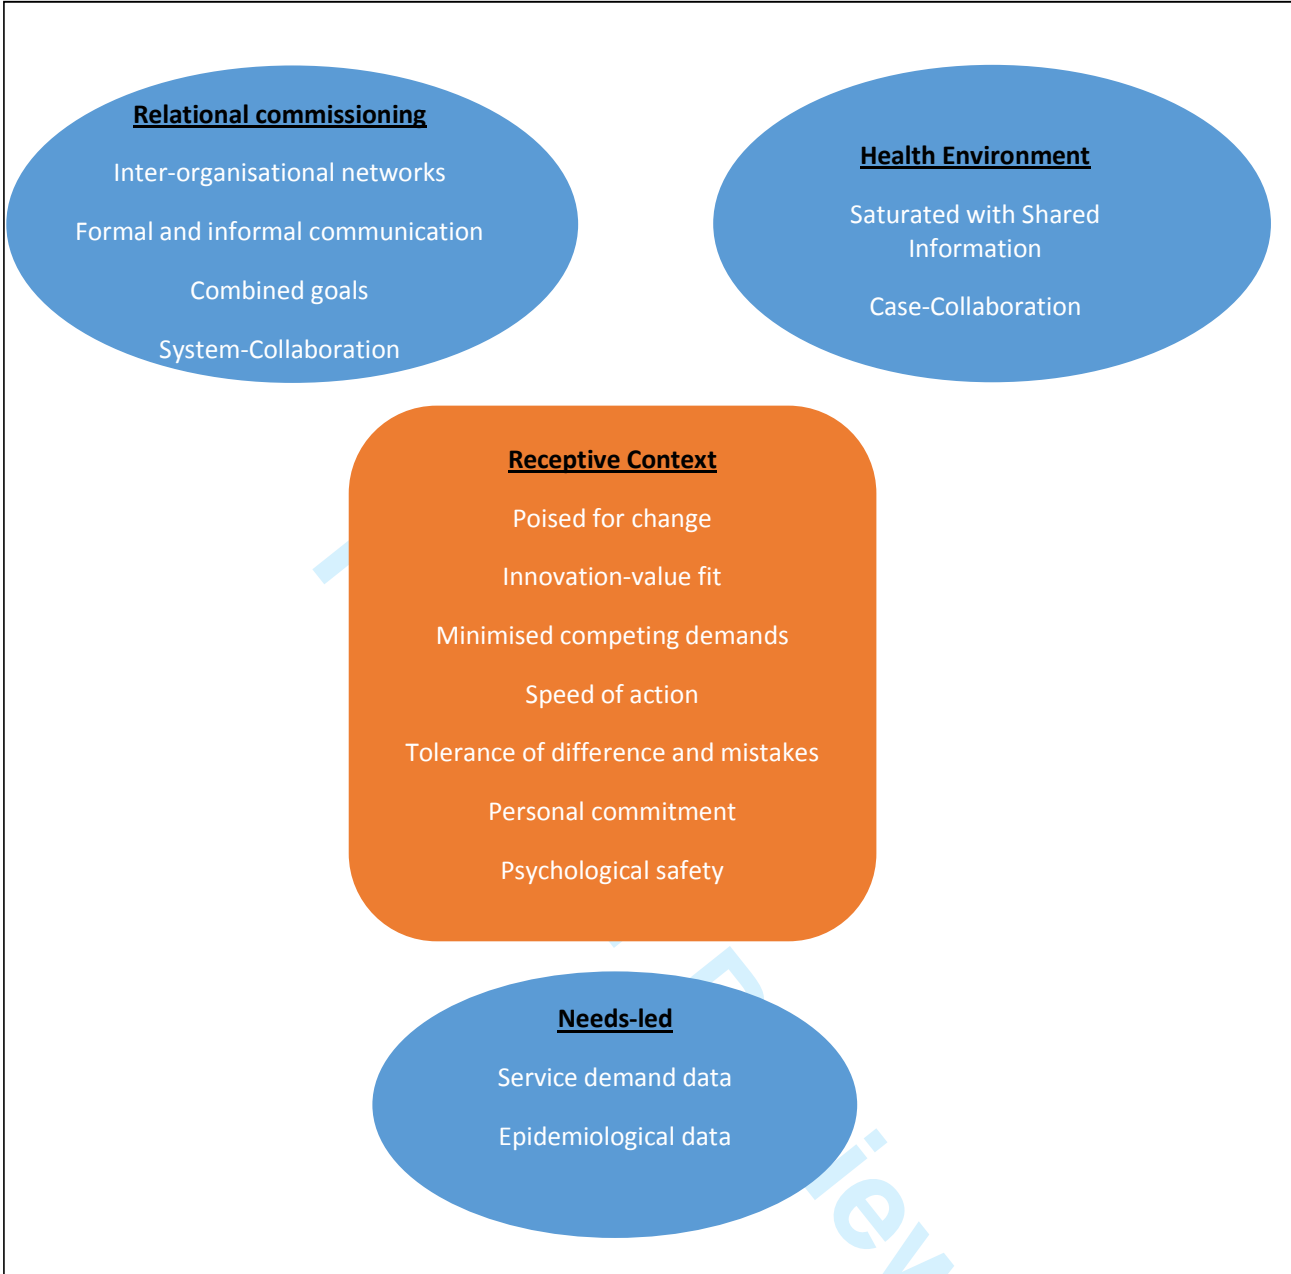 Relational commissioning
Inter-organisational networks
Formal and informal communication
Combined goals
System-Collaboration
Health Environment
Saturated with Shared
Information
Case-Collaboration
Receptive Context
Poised for change
Innovation-value fit
Minimised competing demands
Speed of action
Tolerance of difference and mistakes
Personal commitment
Psychological safety
Needs-led
Service demand data
Epidemiological data